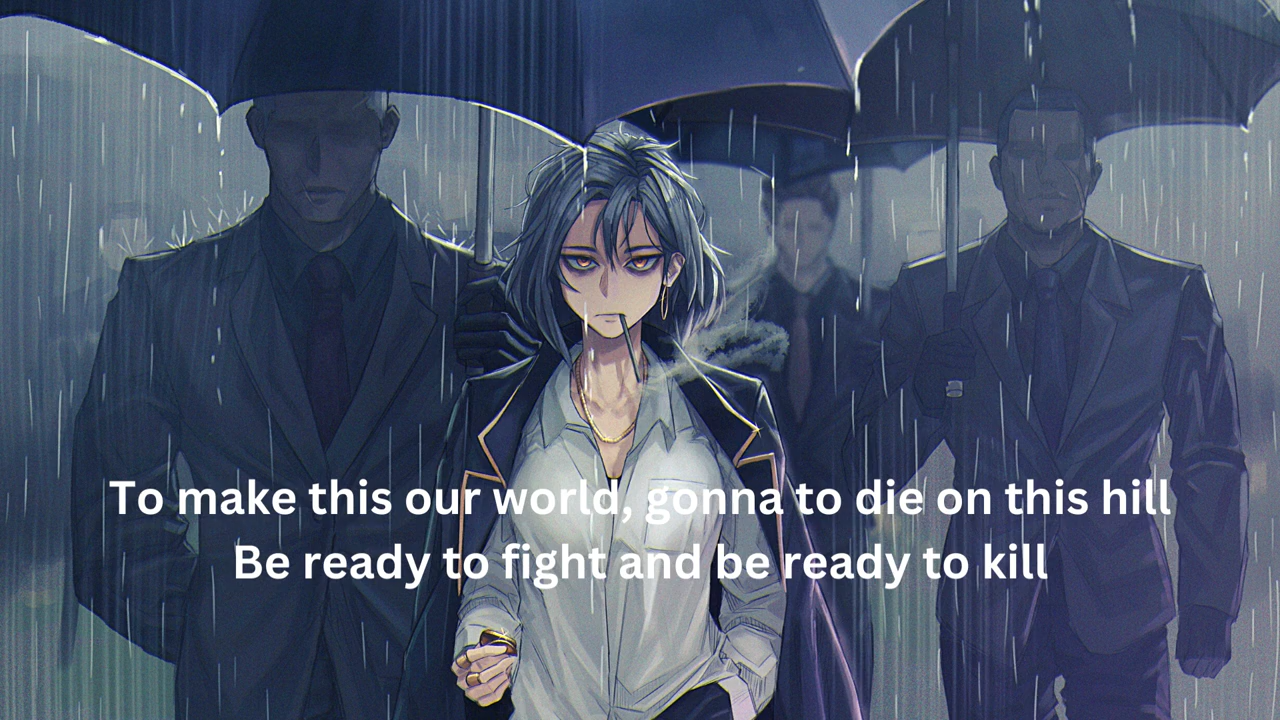 To make this our world, gonna to die on this hill
Be ready to fight and be ready to kill